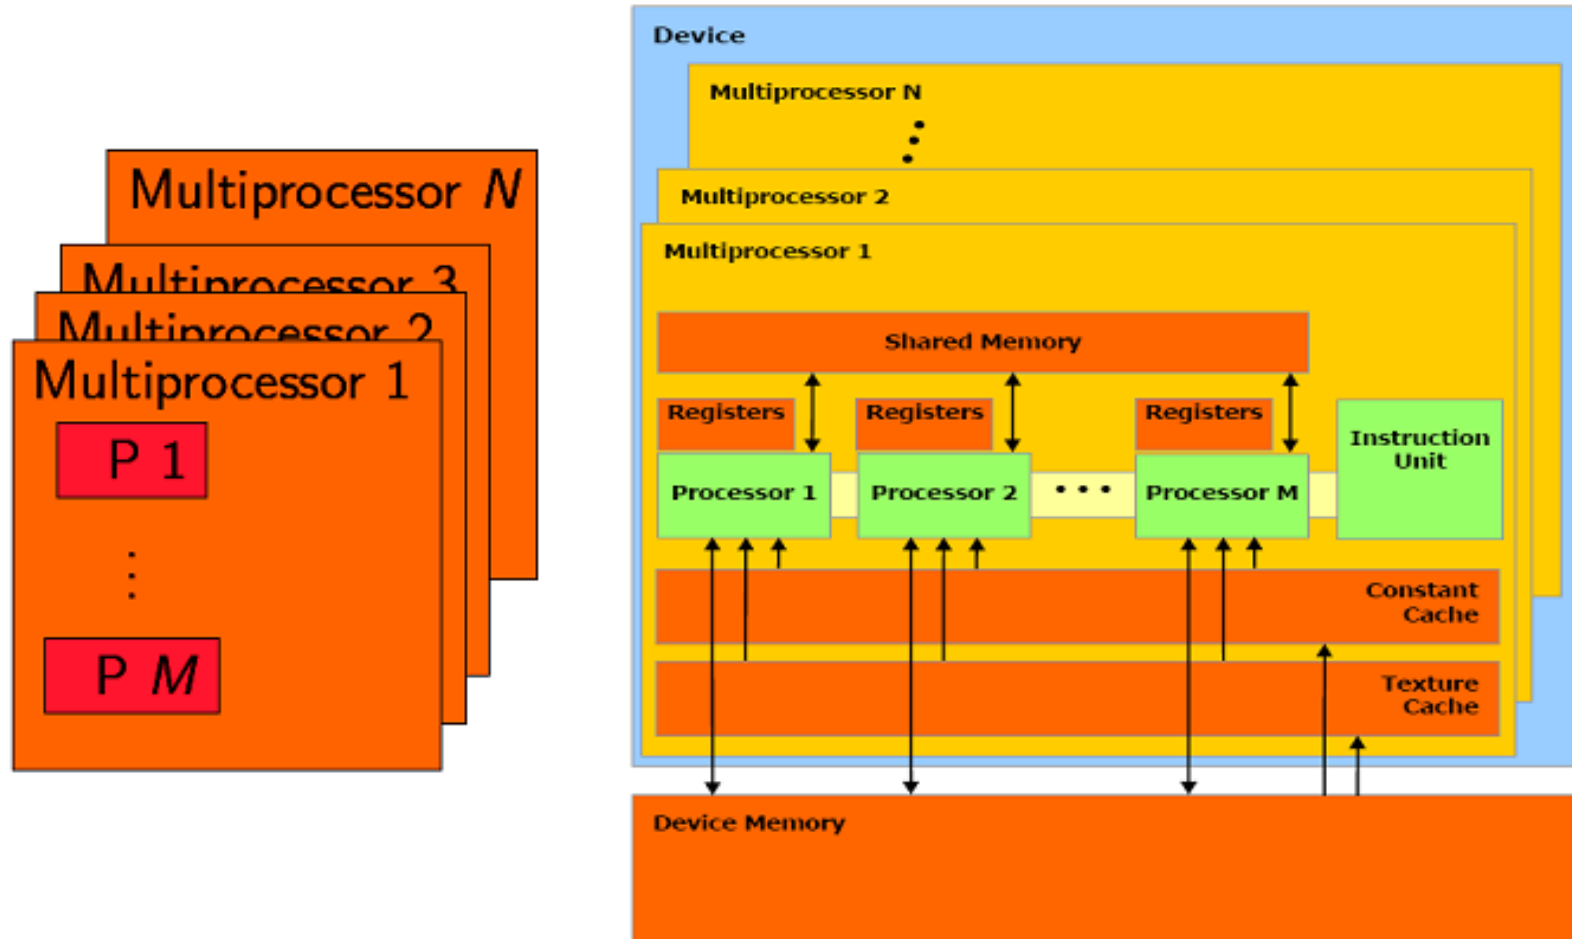 Multiprocessor N
Multiprocessor 3
Multiprocessor 2
Multiprocessor 1
P 1
P M
Device
Multiprocessor N
Multiprocessor 2
Multiprocessor 1
Shared Memory
Registers
Registers
Registers
Instruction
Unit
Processor 1
Processor 2
Processor M
Constant
Cache
Texture
Cache
Device Memory